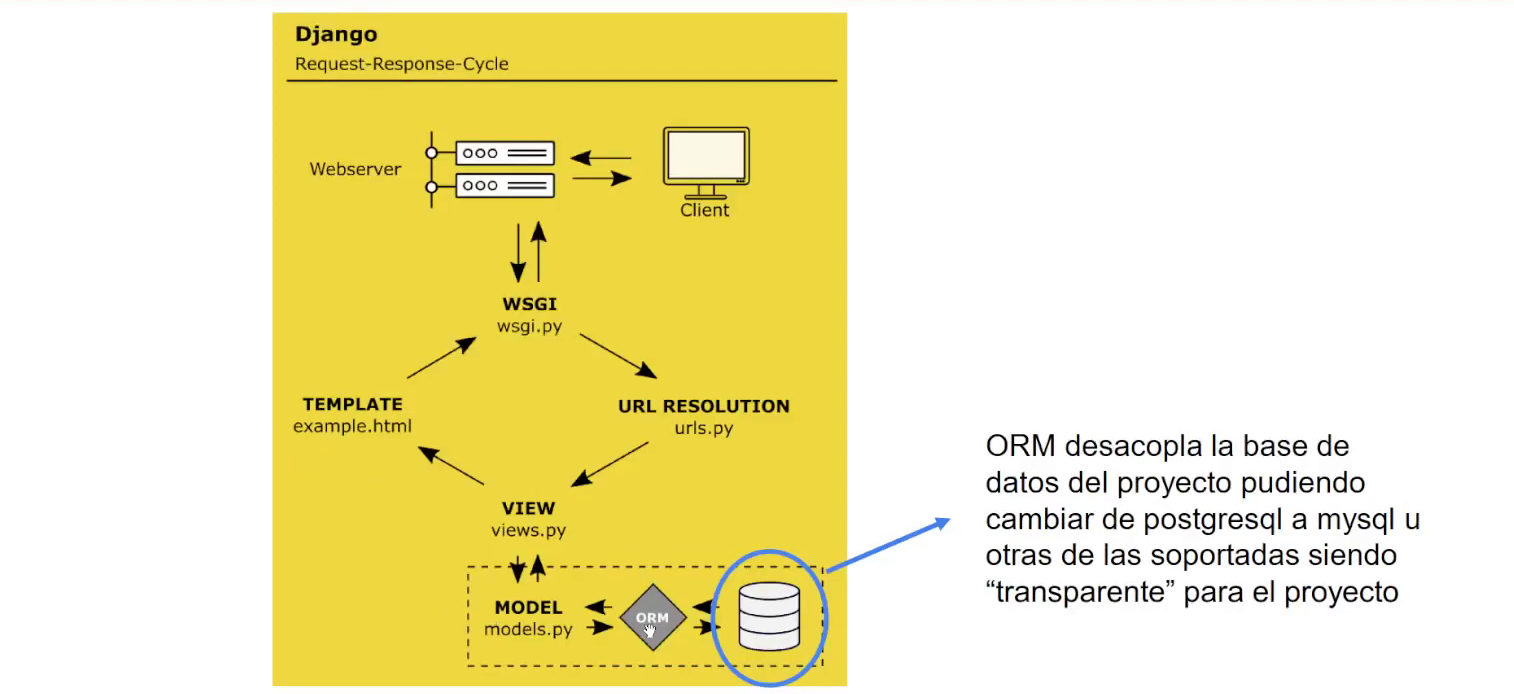 Django
Request-Response-Cycle
Webserver
Client
WSGI
wsgi.py
TEMPLATE
example.html
URL RESOLUTION
urls.py
VIEW
views.py
MODEL
models.py
ORM
ORM desacopla la base de
datos del proyecto pudiendo
cambiar de postgresql a mysql u
otras de las soportadas siendo
“transparente” para el proyecto